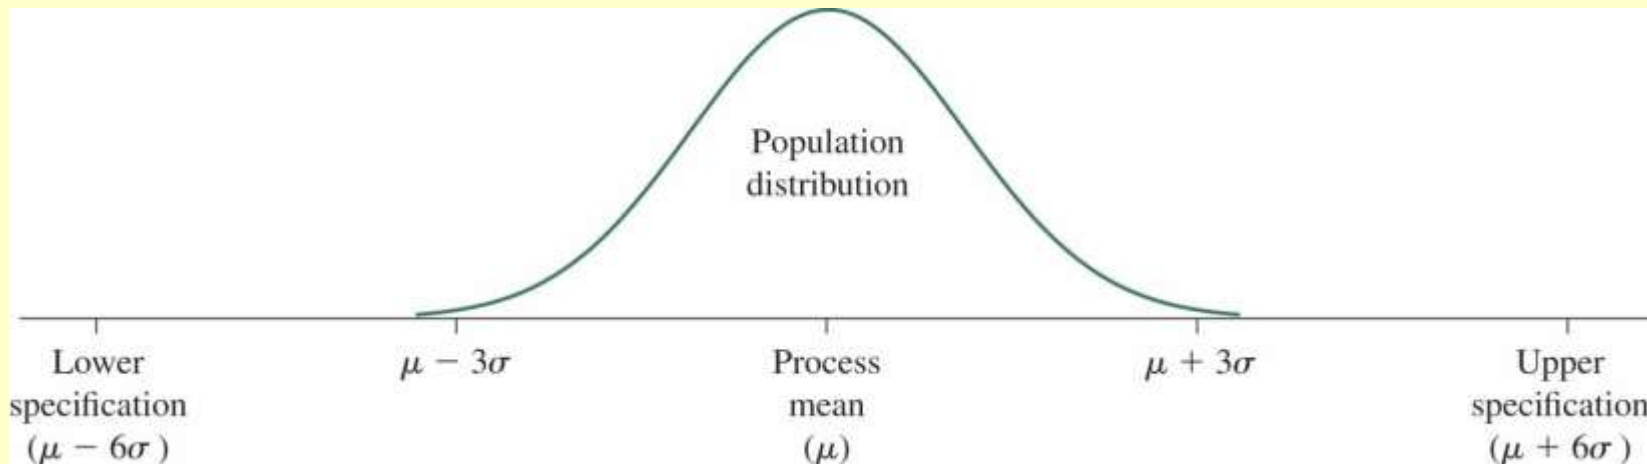 Population
distribution
Lower
specification
(μ − 6σ )
μ − 3σ
Process
mean
(μ)
μ + 3σ
Upper
specification
(μ + 6σ )